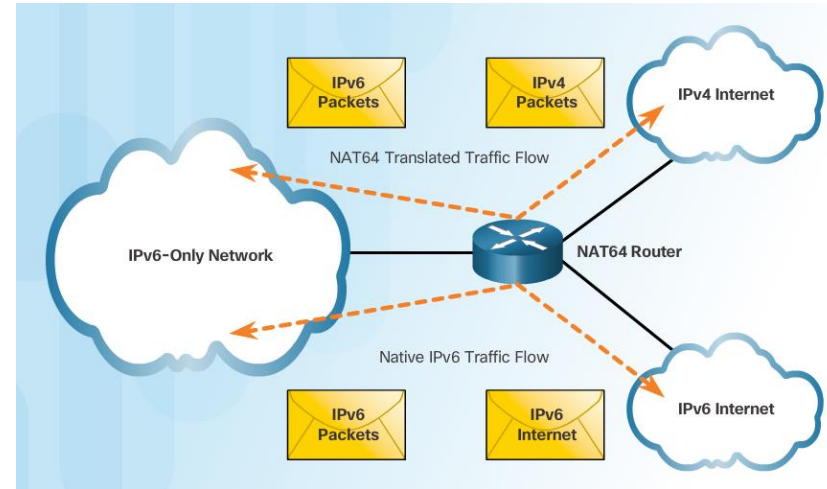 IPv6
Packets
IPv4
Packets
IPv4 Internet
NAT64 Translated Traffic Flow
IPv6-Only Network
NAT64 Router
Native IPv6 Traffic Flow
IPv6
Packets
IPv6
Internet
IPv6 Internet